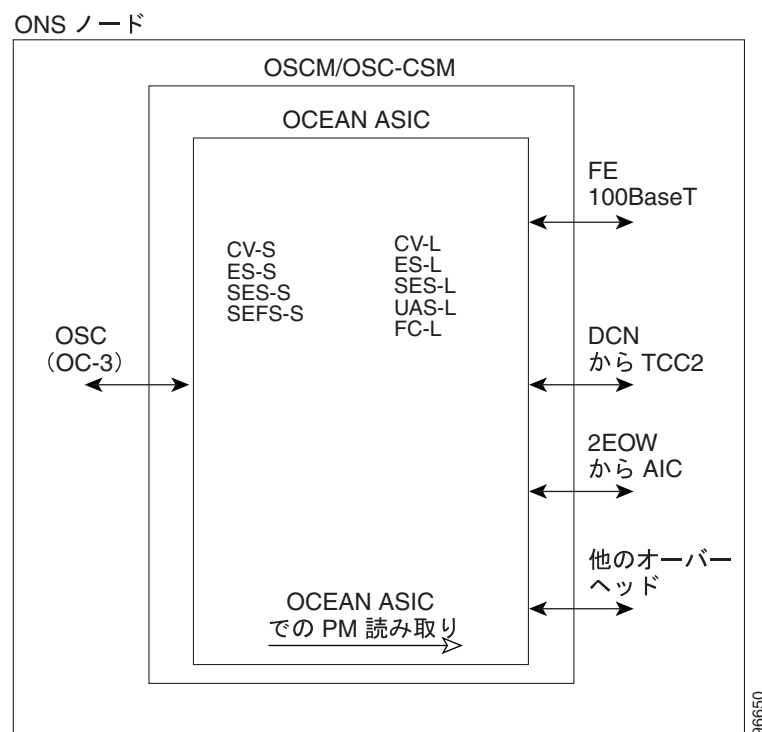 ONS ノード
OSCM/OSC-CSM
OCEAN ASIC
FE
100BaseT
CV-S
ES-S
SES-S
SEFS-S
CV-L
ES-L
SES-L
UAS-L
FC-L
OSC
（OC-3）
DCN
から TCC2
2EOW
から AIC
他のオーバー
ヘッド
OCEAN ASIC
での PM 読み取り
96650